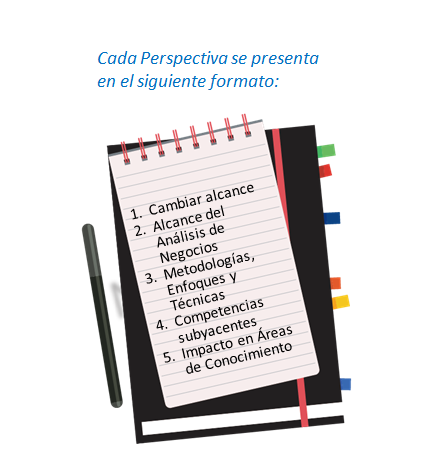 Cada Perspectiva se presenta
en el siguiente formato:
1. Cambiar alcance
2. Alcance del
Análisis de
Negocios
3. Metodologías,
Enfoques y
Técnicas
4. Competencias
subyacentes
5. Impacto en Áreas
de Conocimiento